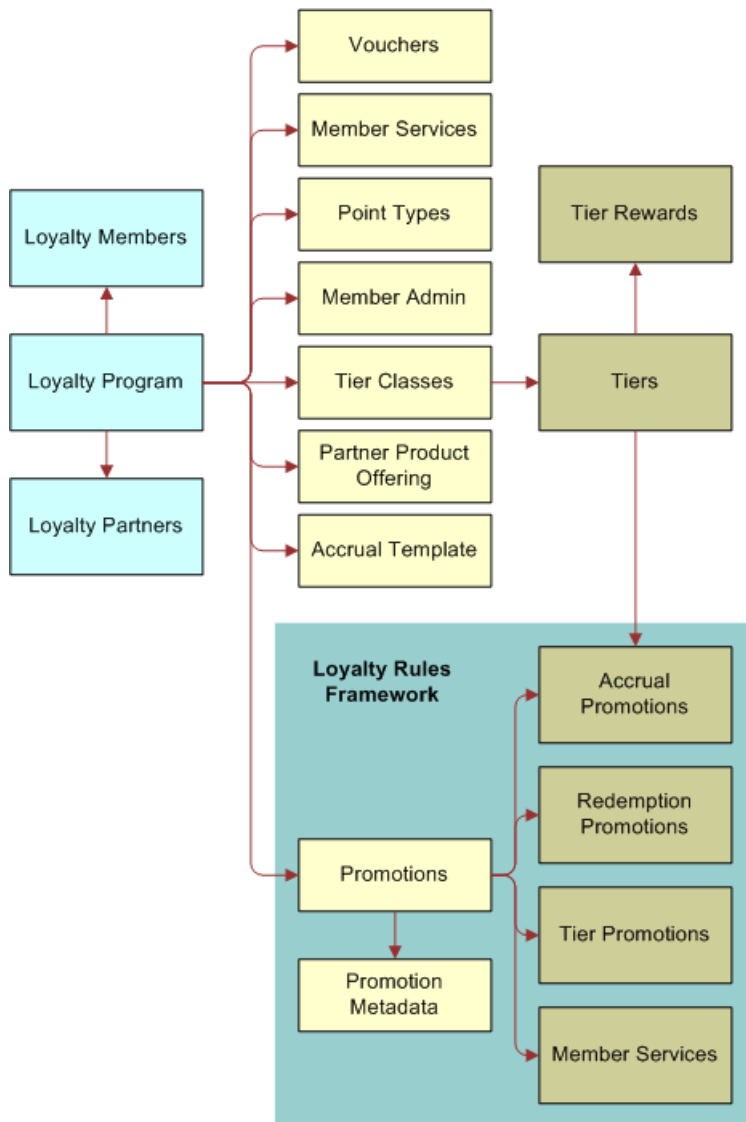 Vouchers
Member Services
Point Types
Member Admin
Tier Classes
Partner Product
Offering
Accrual Template
Loyalty Members
Loyalty Program
Loyalty Partners
Tier Rewards
Tiers
Loyalty Rules
Framework
Promotions
Promotion
Metadata
Accrual
Promotions
Redemption
Promotions
Tier Promotions
Member Services